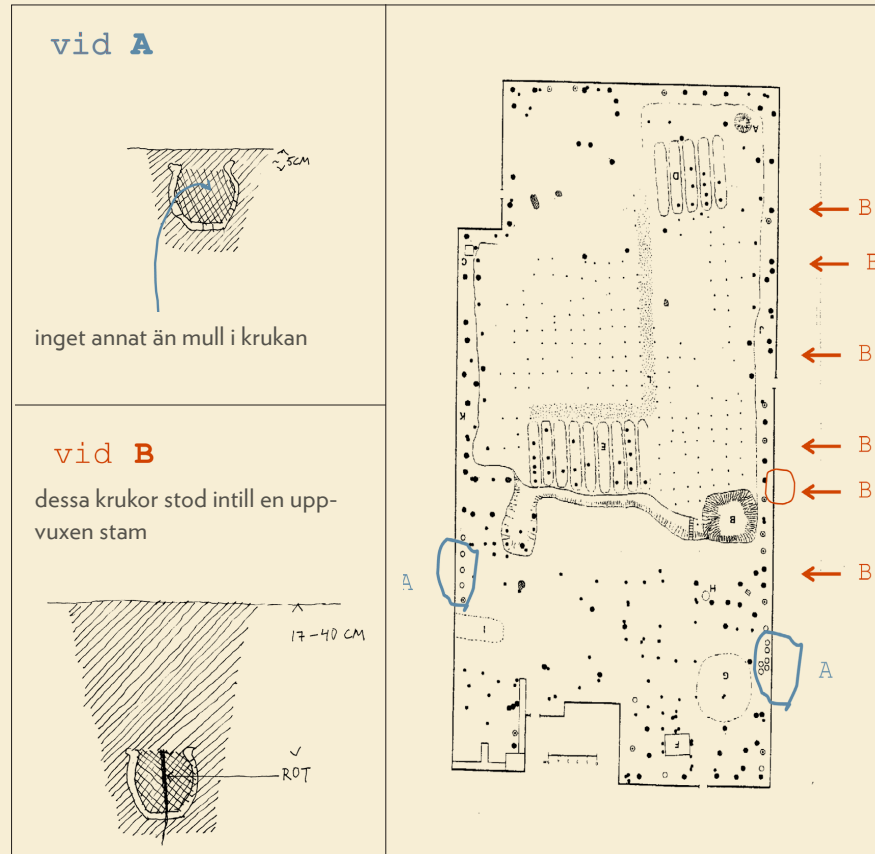 vid A
~5CM
inget annat än mull i krukan
vid B
dessa krukor stod intill en upp-
vuxen stam
17-40 CM
ROT
A
D
B
B
C
J
B
L
K
E
B
B
B
A
H
B
I
A
G
F